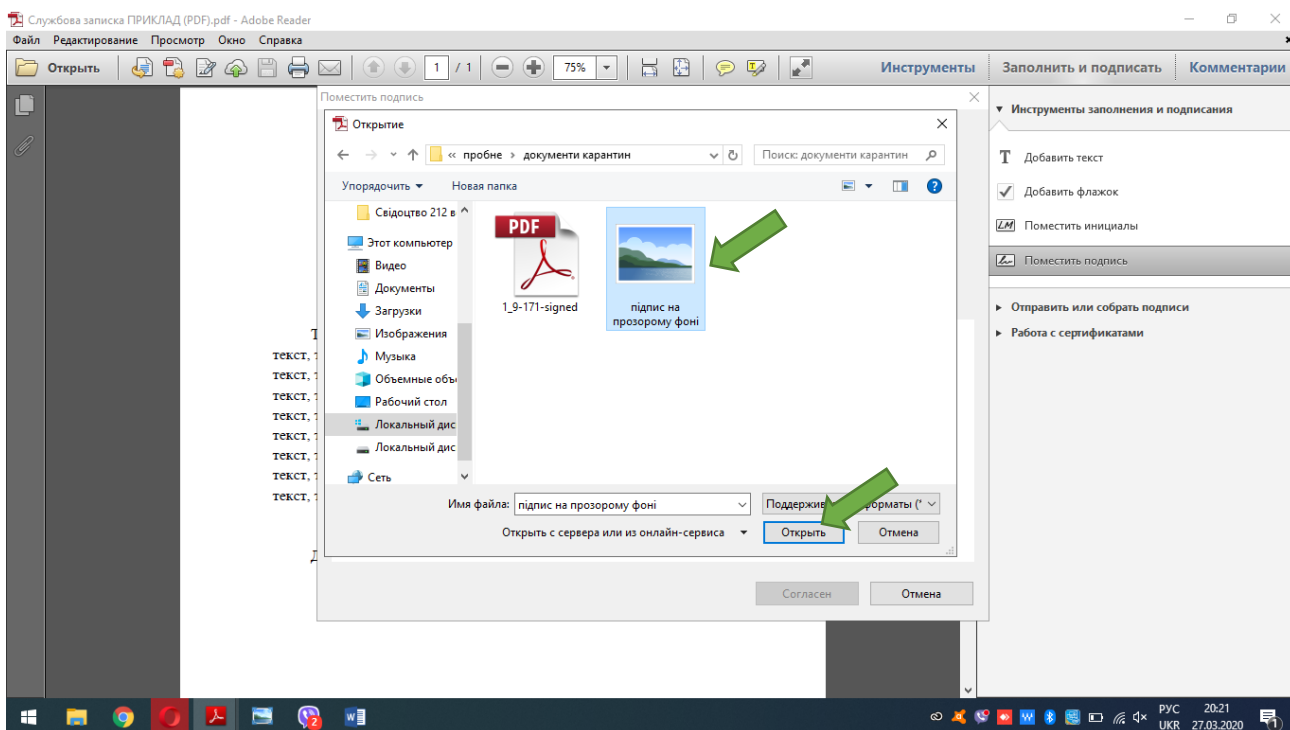 Службова записка ПРИКЛАД (PDF).pdf - Adobe Reader
Файл Редактирование Просмотр Окно Справка
Открыть 1 / 1 75% Инструменты Заполнить и подписать Комментарии
Поместить подпись
Открытие
« пробне › документи карантин Поиск: документи карантин
Упорядочить Новая папка
Свідоцтво 212 в
Этот компьютер
Видео
Документы
Загрузки
Изображения
Музыка
Объемные объ
Рабочий стол
Локальный дис
Локальный дис
Сеть
PDF
1_9-171-signed
підпис на
прозорому фоні
Имя файла: підпис на прозорому фоні
Открыть с сервера или из онлайн-сервиса Открыть Отмена
Согласен Отмена
Инструменты заполнения и подписания
T Добавить текст
Добавить флажок
LM Поместить инициалы
Поместить подпись
Отправить или собрать подписи
Работа с сертификатами
текст,
текст,
текст,
текст,
текст,
текст,
текст,
текст,
2
РУС 20:21
UKR 27.03.2020